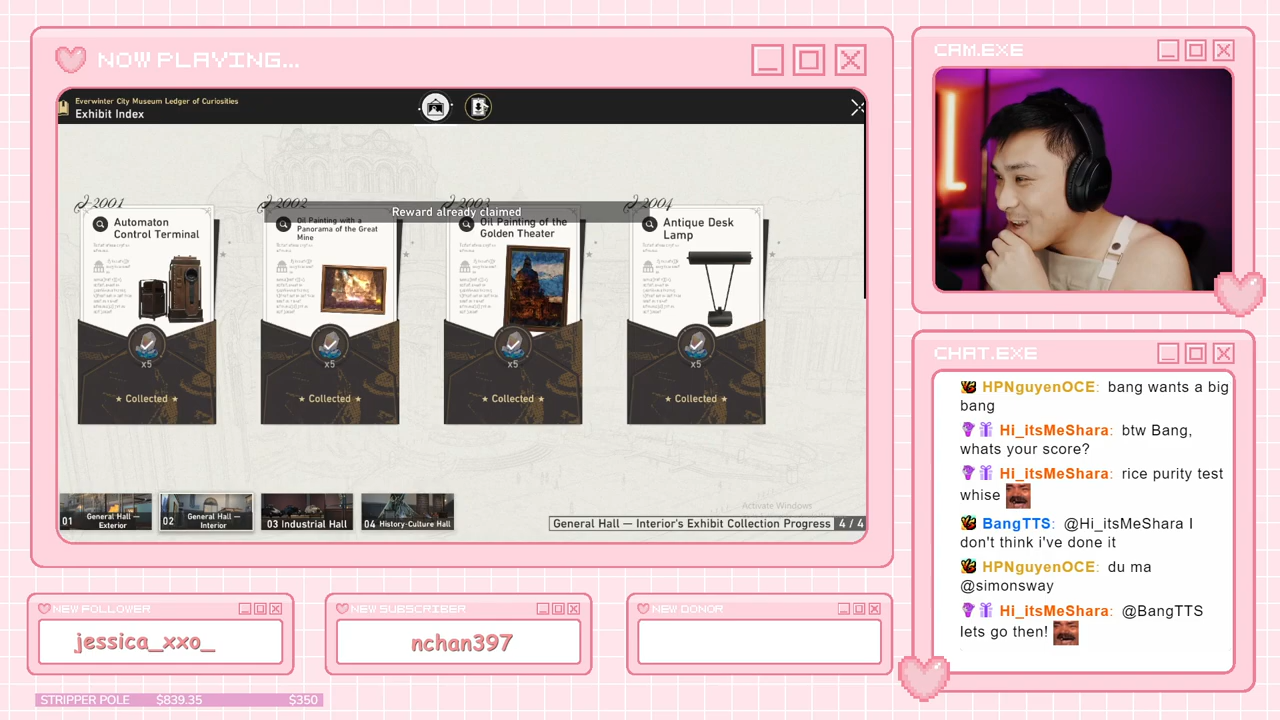 NOW PLAYING...
Everwinter City Museum Ledger of Curiosities
Exhibit Index
Reward already claimed
2001
Automaton
Control Terminal
x5
Collected
2002
Oil Painting with a
Panorama of the Great
Mine
x5
Collected
2003
Oil Painting of the
Golden Theater
x5
Collected
2004
Antique Desk
Lamp
x5
Collected
01 General Hall —
Exterior
02 General Hall —
Interior
03 Industrial Hall
04 History-Culture Hall
Activate Windows
General Hall — Interior's Exhibit Collection Progress 4 / 4
CAM.EXE
CHAT.EXE
HPNguyenOCE: bang wants a big
bang
Hi_itsMeShara: btw Bang,
whats your score?
Hi_itsMeShara: rice purity test
whise
BangTTS: @Hi_itsMeShara I
don't think i've done it
HPNguyenOCE: du ma
@simonsway
Hi_itsMeShara: @BangTTS
lets go then!
NEW FOLLOWER
jessica_xxo_
NEW SUBSCRIBER
nchan397
NEW DONOR
STRIPPER POLE $839.35 $350